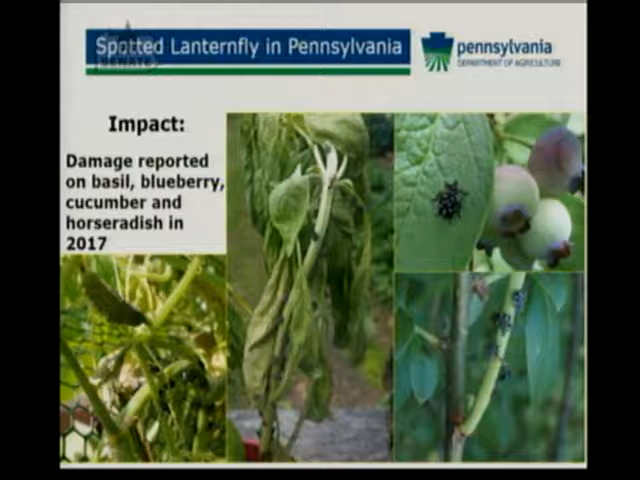 Spotted Lanternfly in Pennsylvania
SENATE
pennsylvania
DEPARTMENT OF AGRICULTURE
Impact:
Damage reported
on basil, blueberry,
cucumber and
horseradish in
2017